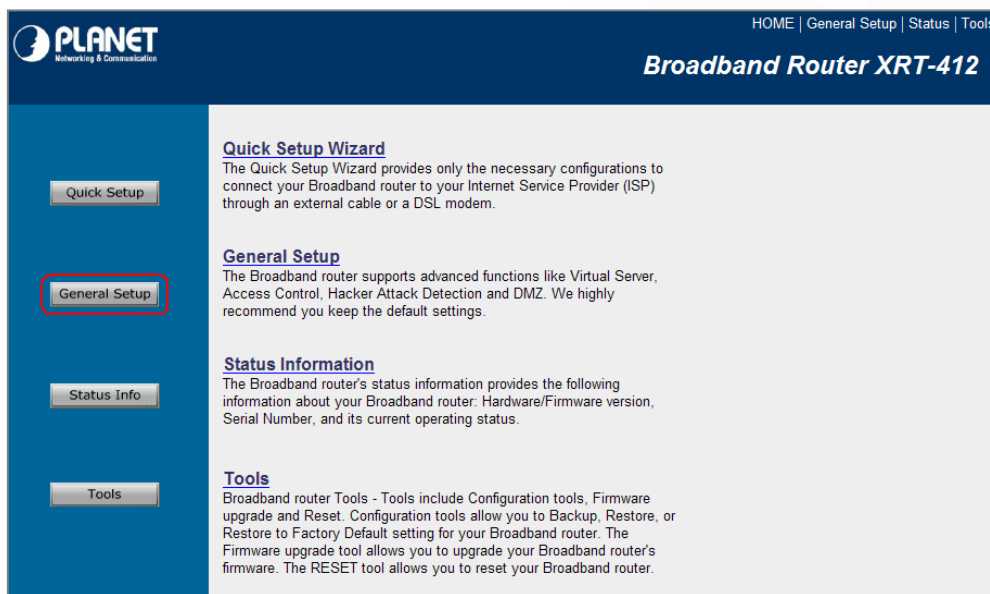 PLANET
Networking & Communication
HOME | General Setup | Status | Tools
Broadband Router XRT-412
Quick Setup
Quick Setup Wizard
The Quick Setup Wizard provides only the necessary configurations to
connect your Broadband router to your Internet Service Provider (ISP)
through an external cable or a DSL modem.
General Setup
General Setup
The Broadband router supports advanced functions like Virtual Server,
Access Control, Hacker Attack Detection and DMZ. We highly
recommend you keep the default settings.
Status Info
Status Information
The Broadband router's status information provides the following
information about your Broadband router: Hardware/Firmware version,
Serial Number, and its current operating status.
Tools
Tools
Broadband router Tools - Tools include Configuration tools, Firmware
upgrade and Reset. Configuration tools allow you to Backup, Restore, or
Restore to Factory Default setting for your Broadband router. The
Firmware upgrade tool allows you to upgrade your Broadband router's
firmware. The RESET tool allows you to reset your Broadband router.